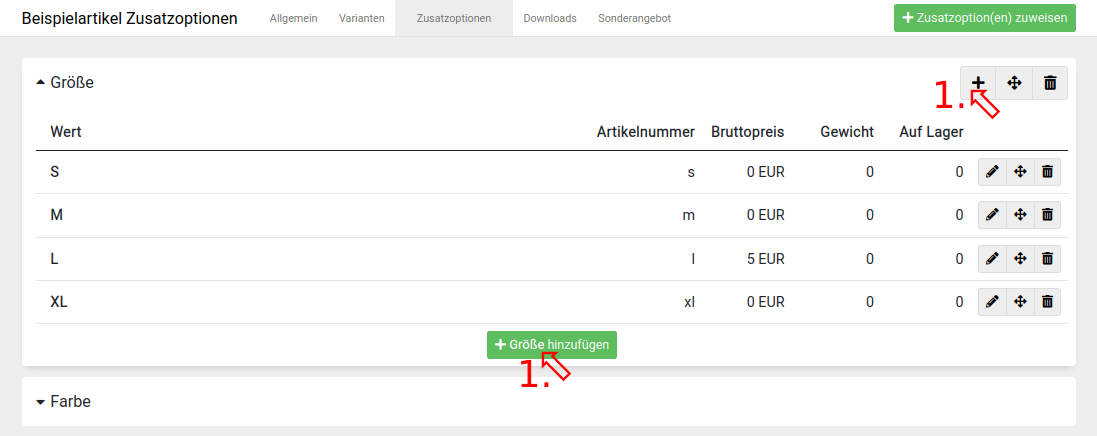 Beispielartikel Zusatzoptionen Allgemein Varianten Zusatzoptionen Downloads Sonderangebot Zusatzoption(en) zuweisen
Größe
1.
Wert Artikelnummer Bruttopreis Gewicht Auf Lager
S s 0 EUR 0 0
M m 0 EUR 0 0
L l 5 EUR 0 0
XL xl 0 EUR 0 0
Größe hinzufügen
1.
Farbe